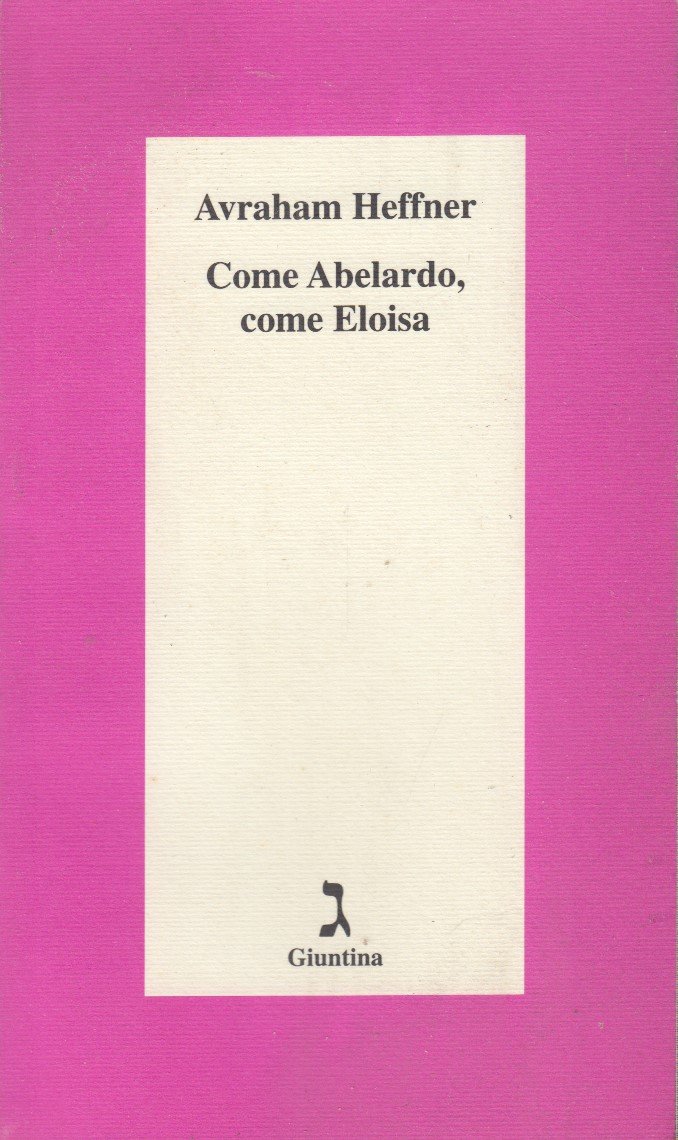 Avraham Heffner
Come Abelardo,
come Eloisa
ג
Giuntina